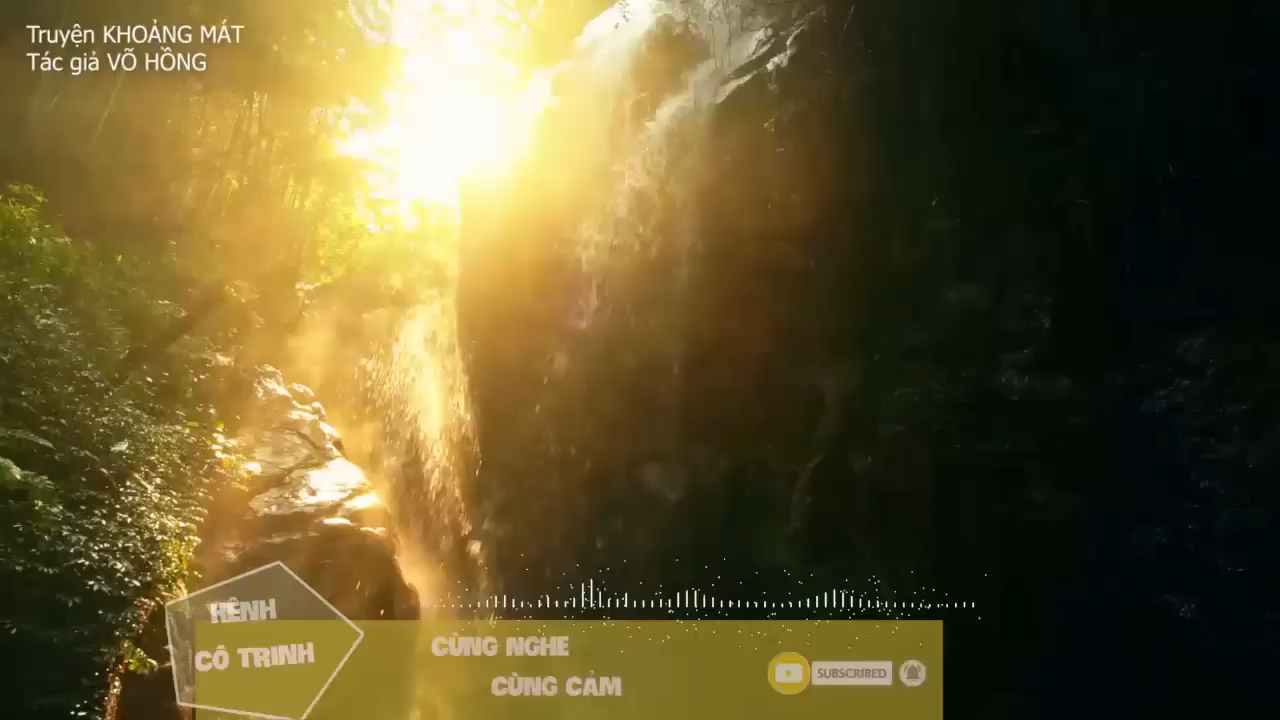 Truyện KHOẢNG MÁT
Tác giả VÕ HỒNG
KÊNH
CÔ TRINH
CÙNG NGHE
CÙNG CẢM
SUBSCRIBED